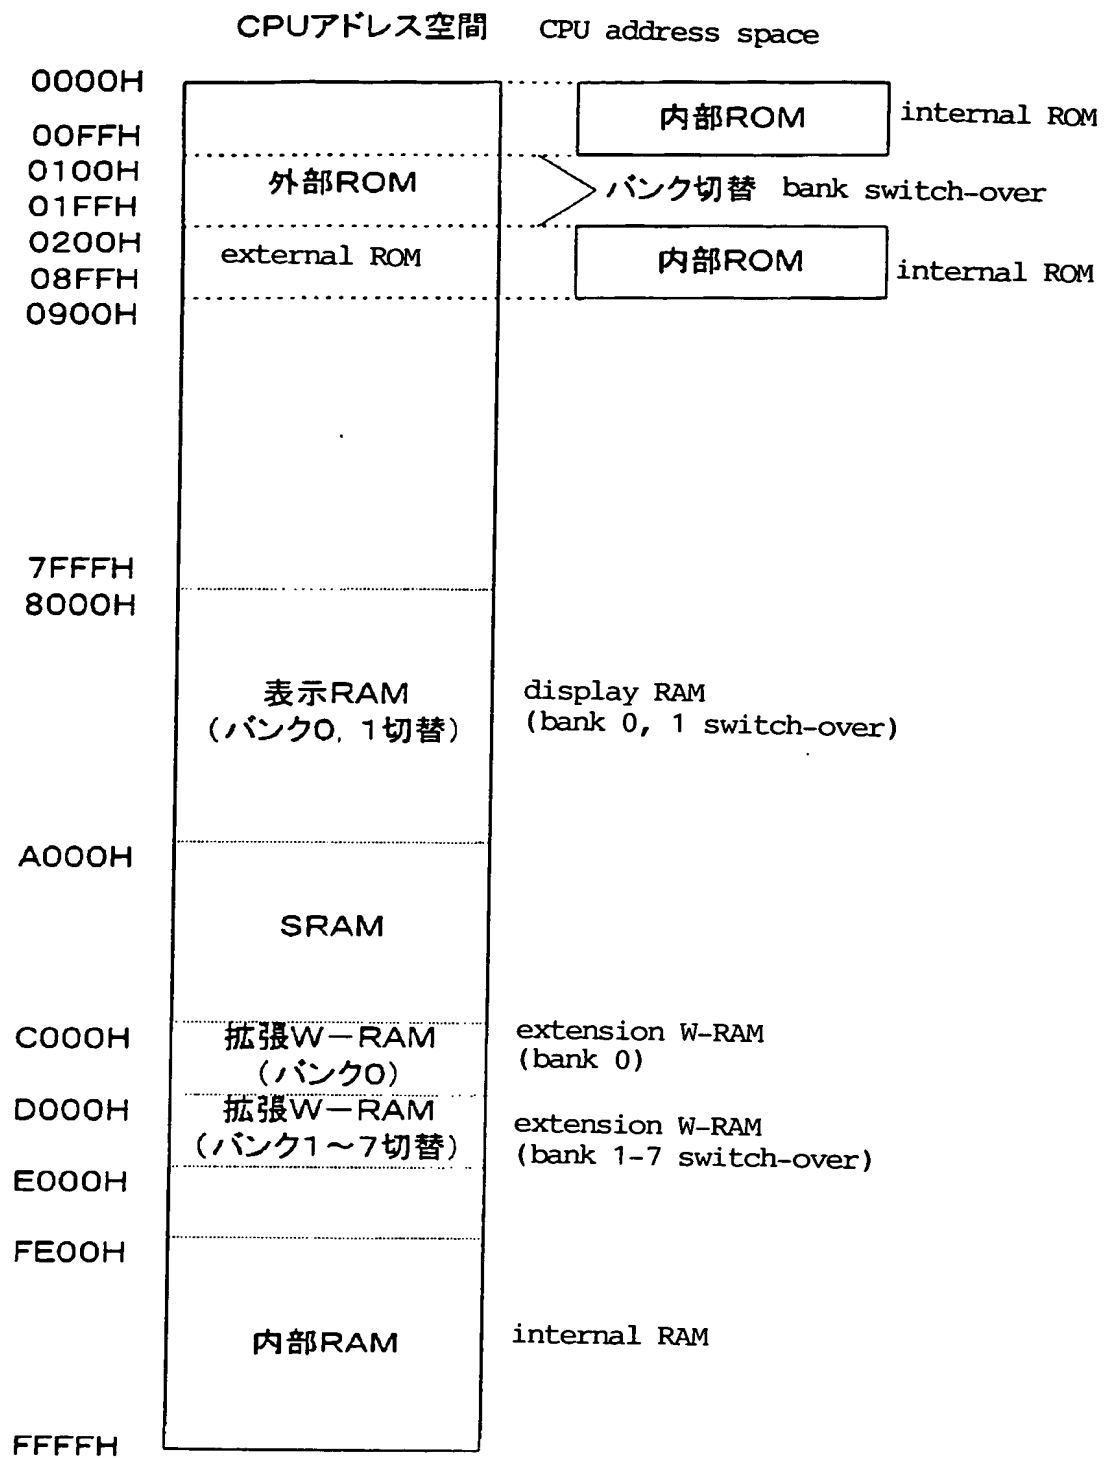 CPUアドレス空間 CPU address space
0000H
内部ROM internal ROM
00FFH
0100H
外部ROM バンク切替 bank switch-over
01FFH
0200H
external ROM 内部ROM internal ROM
08FFH
0900H
7FFFH
8000H
表示RAM display RAM
(バンク0, 1切替) (bank 0, 1 switch-over)
A000H
SRAM
C000H 拡張W－RAM extension W-RAM
(バンク0) (bank 0)
D000H 拡張W－RAM extension W-RAM
(バンク1～7切替) (bank 1-7 switch-over)
E000H
FE00H
内部RAM internal RAM
FFFFH